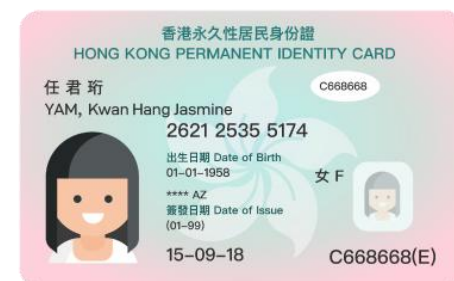 香港永久性居民身份證
HONG KONG PERMANENT IDENTITY CARD
任君珩
C668668
YAM, Kwan Hang Jasmine
2621 2535 5174
出生日期 Date of Birth
01-01-1958
女 F
**** AZ
簽發日期 Date of Issue
(01-99)
15-09-18
C668668(E)